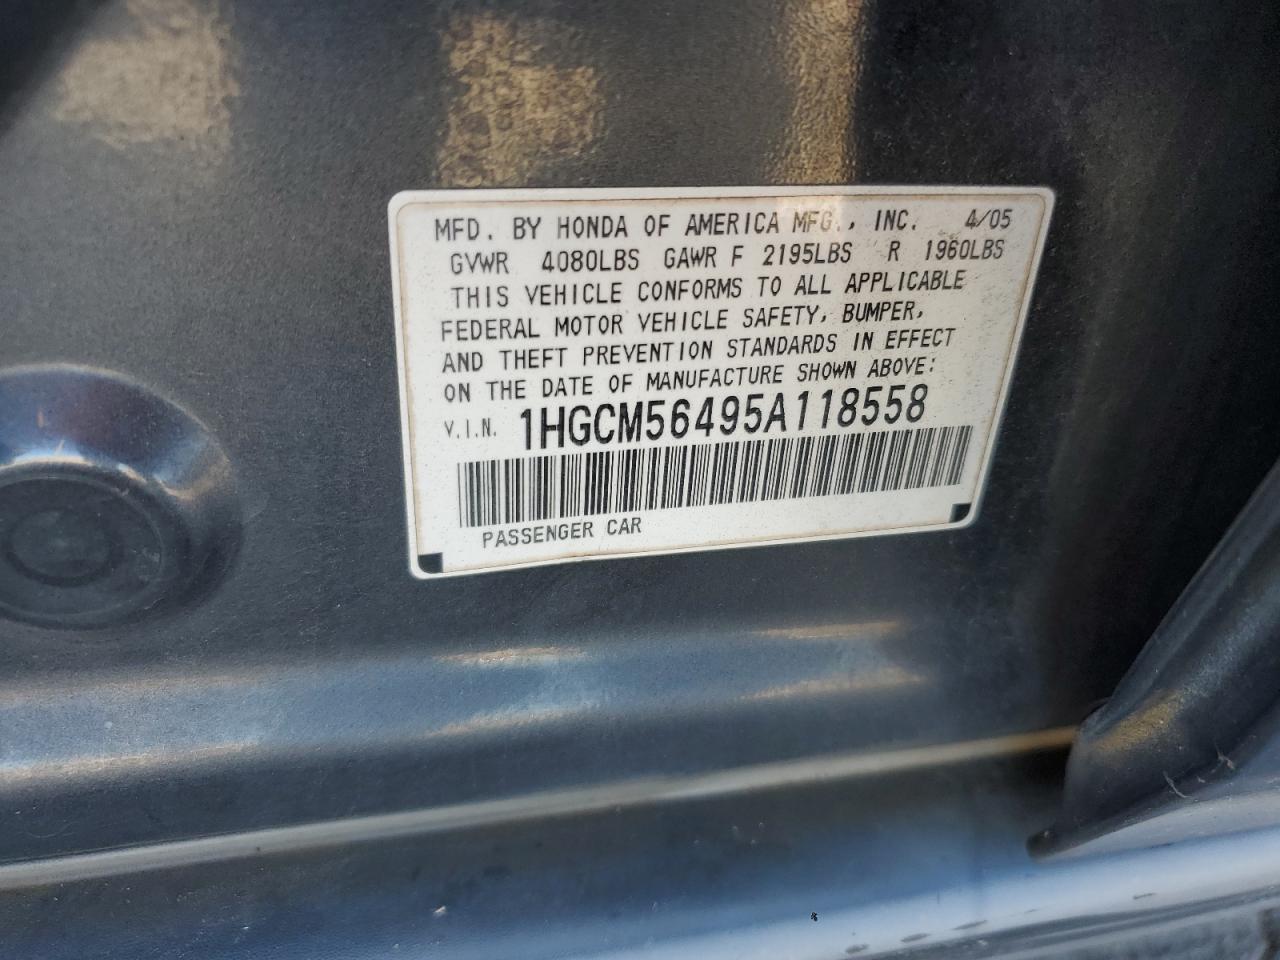 MFD. BY HONDA OF AMERICA MFG., INC. 4/05
GVWR 4080LBS GAWR F 2195LBS R 1960LBS
THIS VEHICLE CONFORMS TO ALL APPLICABLE
FEDERAL MOTOR VEHICLE SAFETY, BUMPER,
AND THEFT PREVENTION STANDARDS IN EFFECT
ON THE DATE OF MANUFACTURE SHOWN ABOVE:
V.I.N. 1HGCM56495A118558
PASSENGER CAR